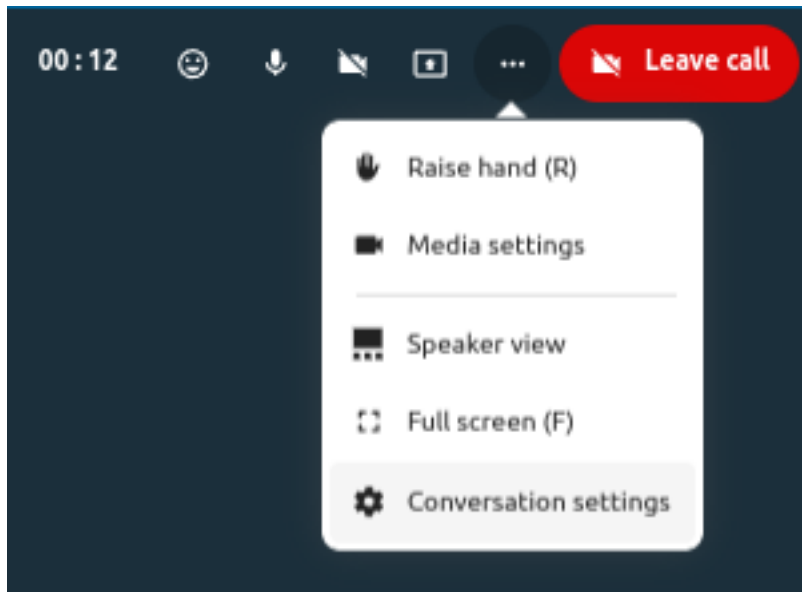 00 : 12
Leave call
Raise hand (R)
Media settings
Speaker view
Full screen (F)
Conversation settings